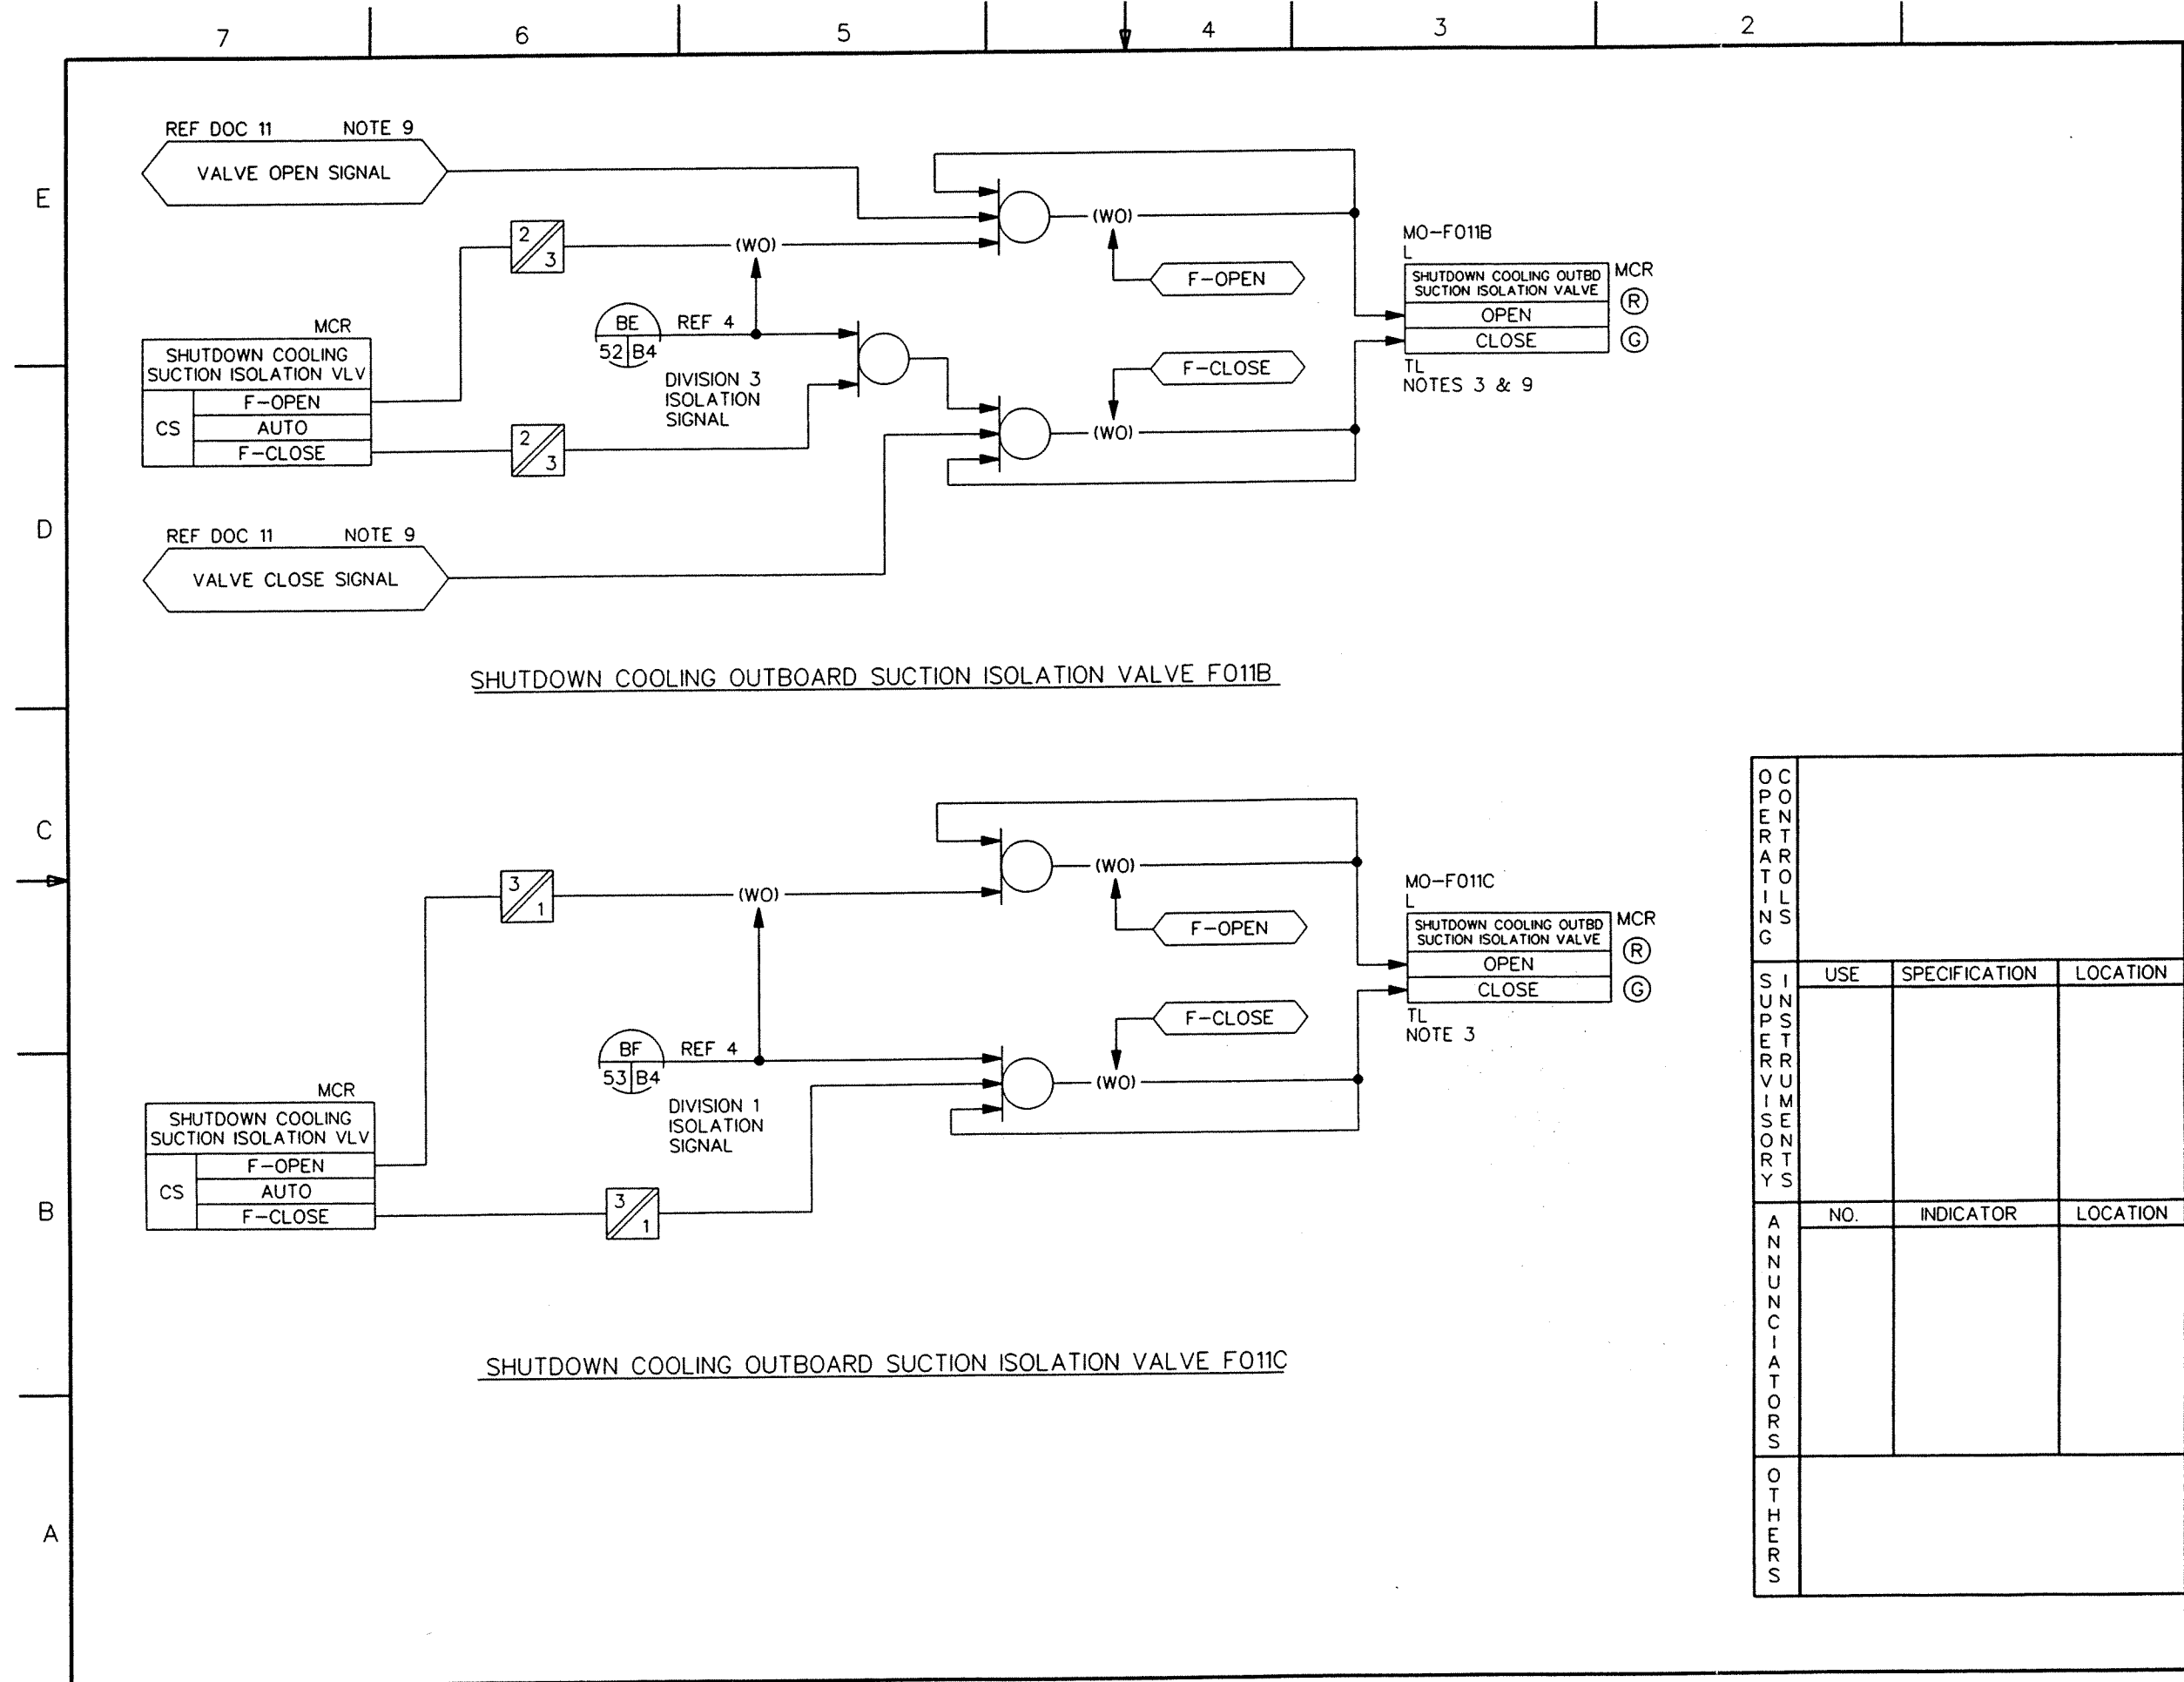 7 6 5 4 3 2
E
D
C
B
A
REF DOC 11 NOTE 9
VALVE OPEN SIGNAL
2
3
(WO)
(WO)
F-OPEN
MO-F011B
L
SHUTDOWN COOLING OUTBD
SUCTION ISOLATION VALVE
OPEN
CLOSE
MCR
R
G
TL
NOTES 3 & 9
BE
52 B4
REF 4
DIVISION 3
ISOLATION
SIGNAL
F-CLOSE
(WO)
MCR
SHUTDOWN COOLING
SUCTION ISOLATION VLV
CS
F-OPEN
AUTO
F-CLOSE
2
3
REF DOC 11 NOTE 9
VALVE CLOSE SIGNAL
SHUTDOWN COOLING OUTBOARD SUCTION ISOLATION VALVE F011B
3
1
(WO)
(WO)
F-OPEN
MO-F011C
L
SHUTDOWN COOLING OUTBD
SUCTION ISOLATION VALVE
OPEN
CLOSE
MCR
R
G
TL
NOTE 3
BF
53 B4
REF 4
DIVISION 1
ISOLATION
SIGNAL
F-CLOSE
(WO)
MCR
SHUTDOWN COOLING
SUCTION ISOLATION VLV
CS
F-OPEN
AUTO
F-CLOSE
3
1
SHUTDOWN COOLING OUTBOARD SUCTION ISOLATION VALVE F011C
OPERATING
CONTROLS
SUPERVISORY
INSTRUMENTS
USE SPECIFICATION LOCATION
ANNUNCIATORS
NO. INDICATOR LOCATION
OTHERS